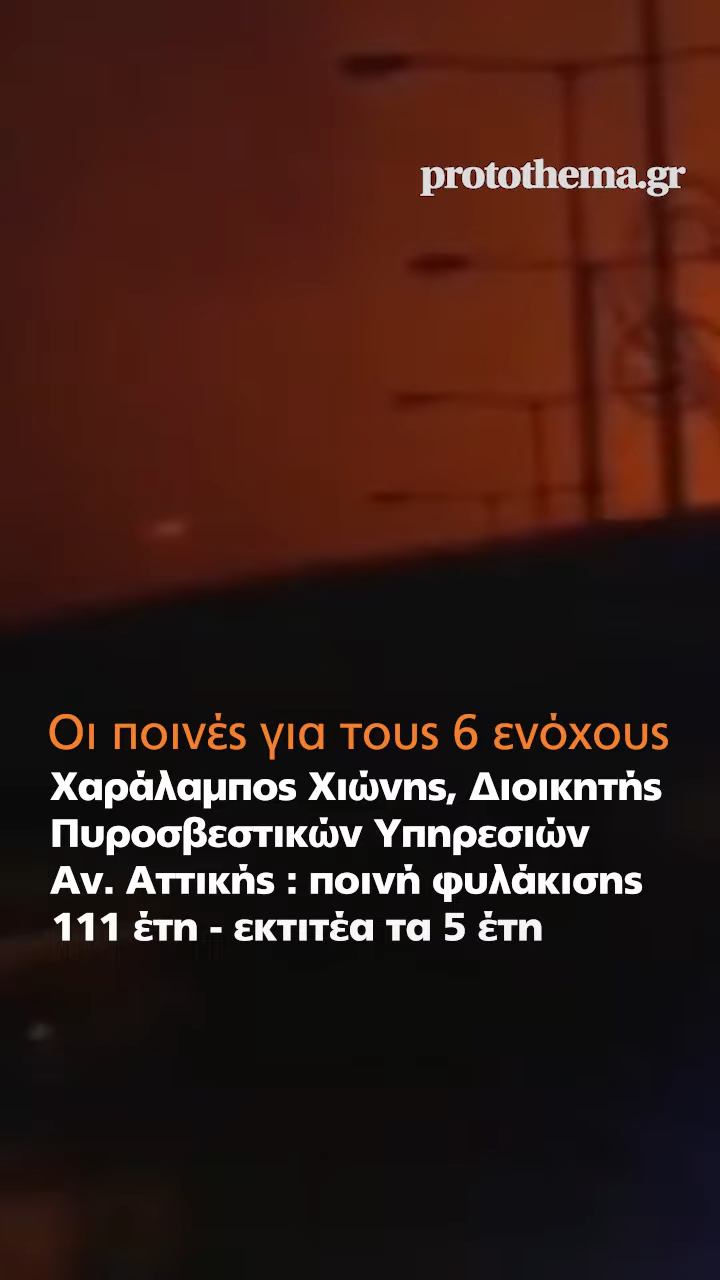 protothema.gr
Οι ποινές για τους 6 ενόχους
Χαράλαμπος Χιώνης, Διοικητής
Πυροσβεστικών Υπηρεσιών
Αν. Αττικής : ποινή φυλάκισης
111 έτη - εκτιτέα τα 5 έτη